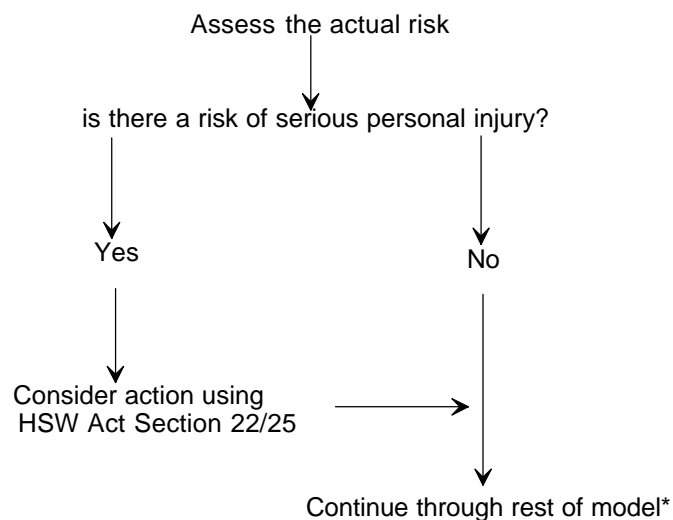 Assess the actual risk
is there a risk of serious personal injury?
Yes
No
Consider action using
HSW Act Section 22/25
Continue through rest of model*